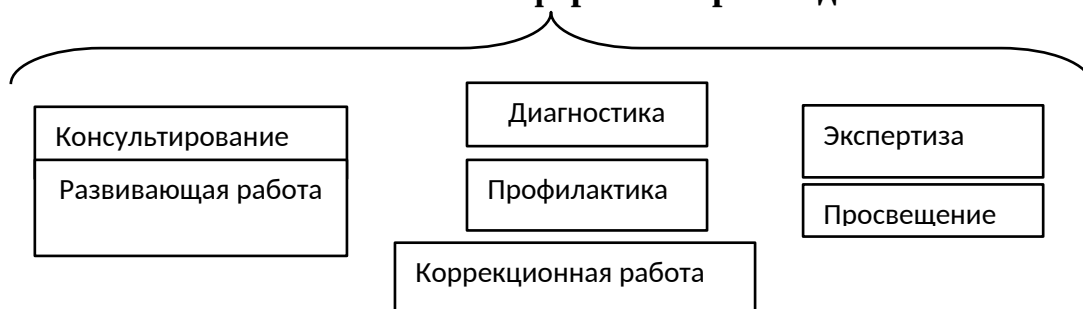 Диагностика
Консультирование
Экспертиза
Развивающая работа
Профилактика
Просвещение
Коррекционная работа